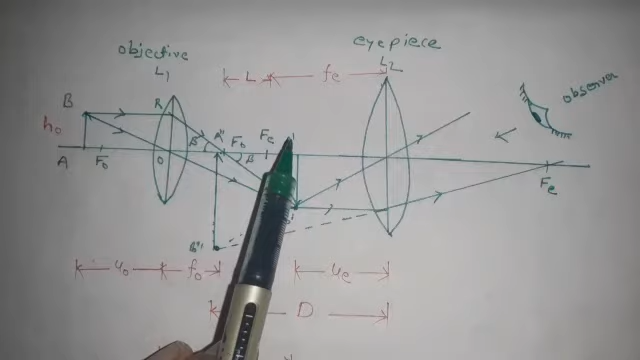 objective
L₁
eyepiece
L₂
observer
L
fe
B
R
h₀
A''
F₀
Fe
β
β
A
F₀
O
Fe
B''
u₀
f₀
ue
D